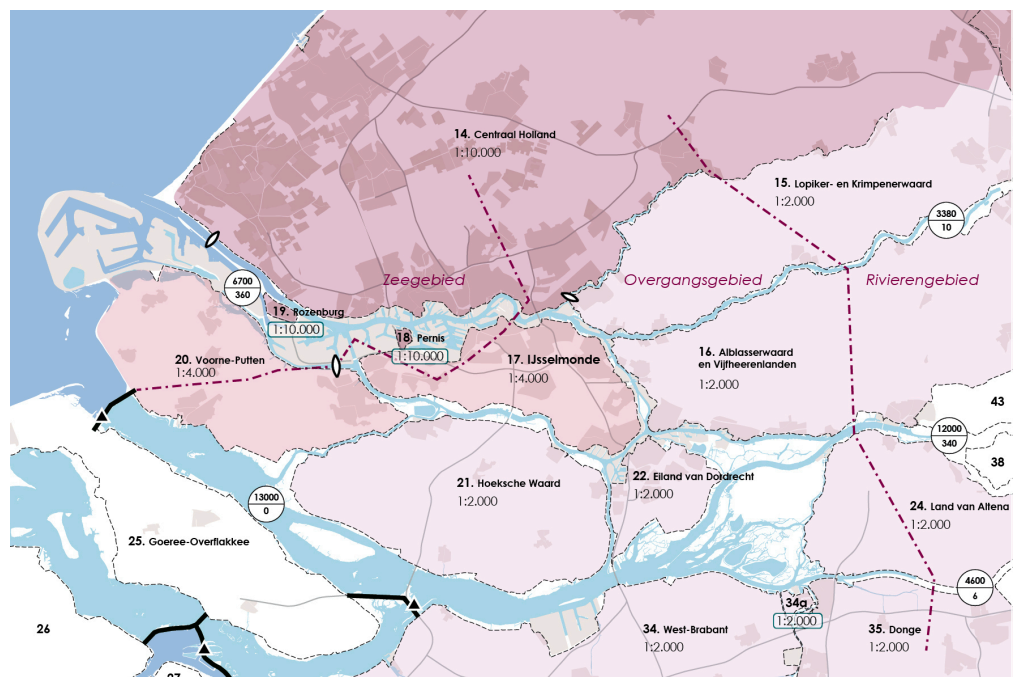 14. Centraal Holland
1:10.000
15. Lopiker- en Krimpenerwaard
1:2.000
3380
10
Zeegebied
Overgangsgebied
Rivierengebied
6700
360
19. Rozenburg
1:10.000
18. Pernis
1:10.000
20. Voorne-Putten
1:4.000
17. IJsselmonde
1:4.000
16. Alblasserwaard
en Vijfheerenlanden
1:2.000
43
12000
340
38
21. Hoeksche Waard
1:2.000
22. Eiland van Dordrecht
1:2.000
13000
0
24. Land van Altena
1:2.000
25. Goeree-Overflakkee
4600
6
26
34a
1:2.000
34. West-Brabant
1:2.000
35. Donge
1:2.000
27